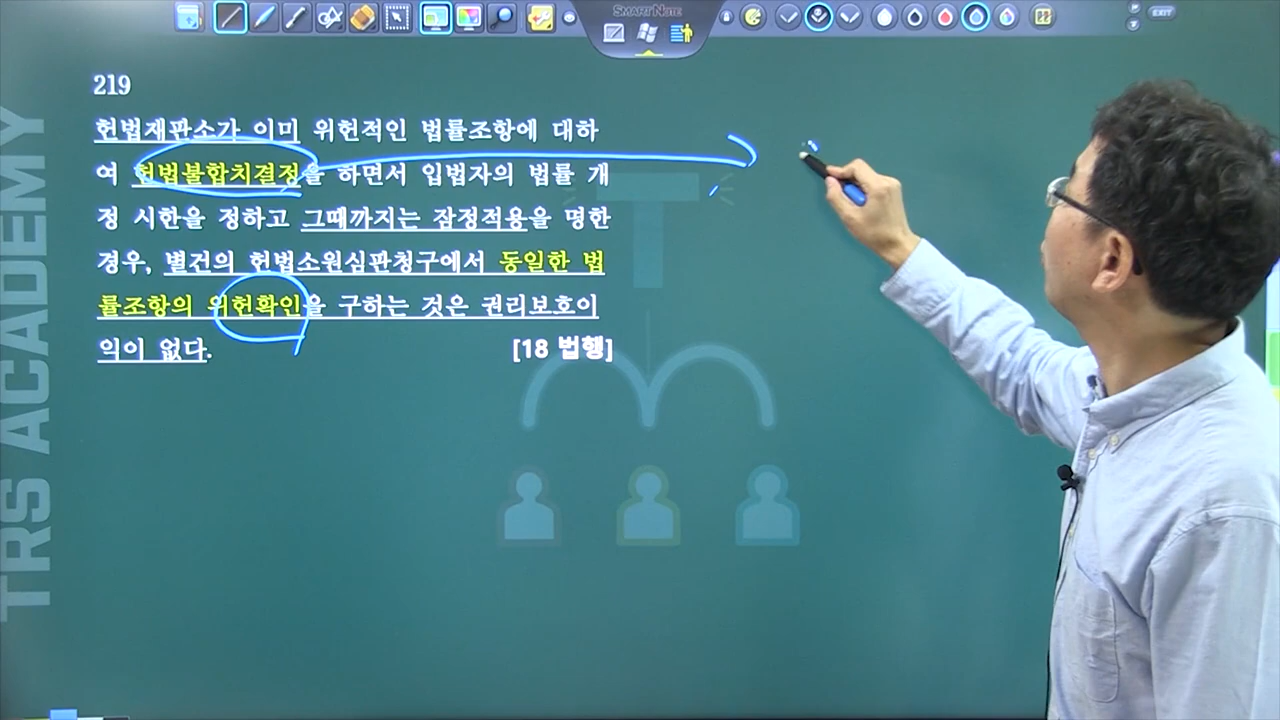 SMART NOTE
EXIT
219
헌법재판소가 이미 위헌적인 법률조항에 대하
여 헌법불합치결정을 하면서 입법자의 법률 개
정 시한을 정하고 그때까지는 잠정적용을 명한
경우, 별건의 헌법소원심판청구에서 동일한 법
률조항의 위헌확인을 구하는 것은 권리보호이
익이 없다.
[18 법행]
TRS ACADEMY